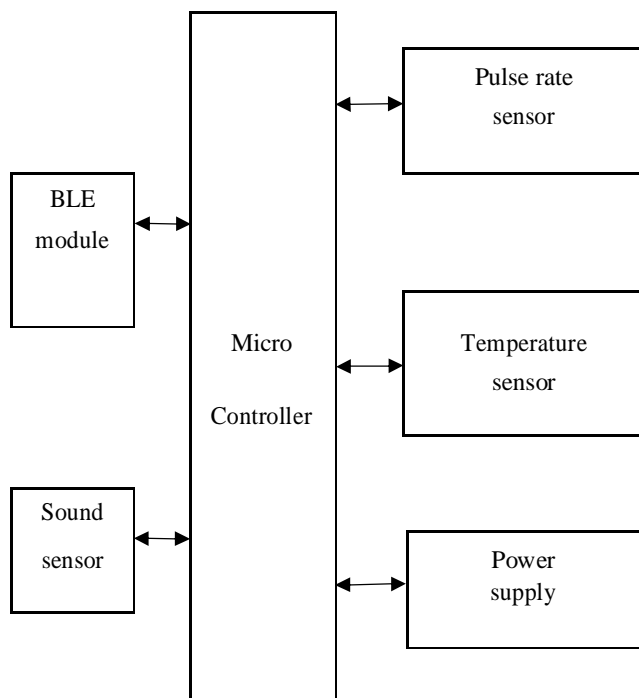 Pulse rate
sensor
BLE
module
Micro
Controller
Temperature
sensor
Sound
sensor
Power
supply